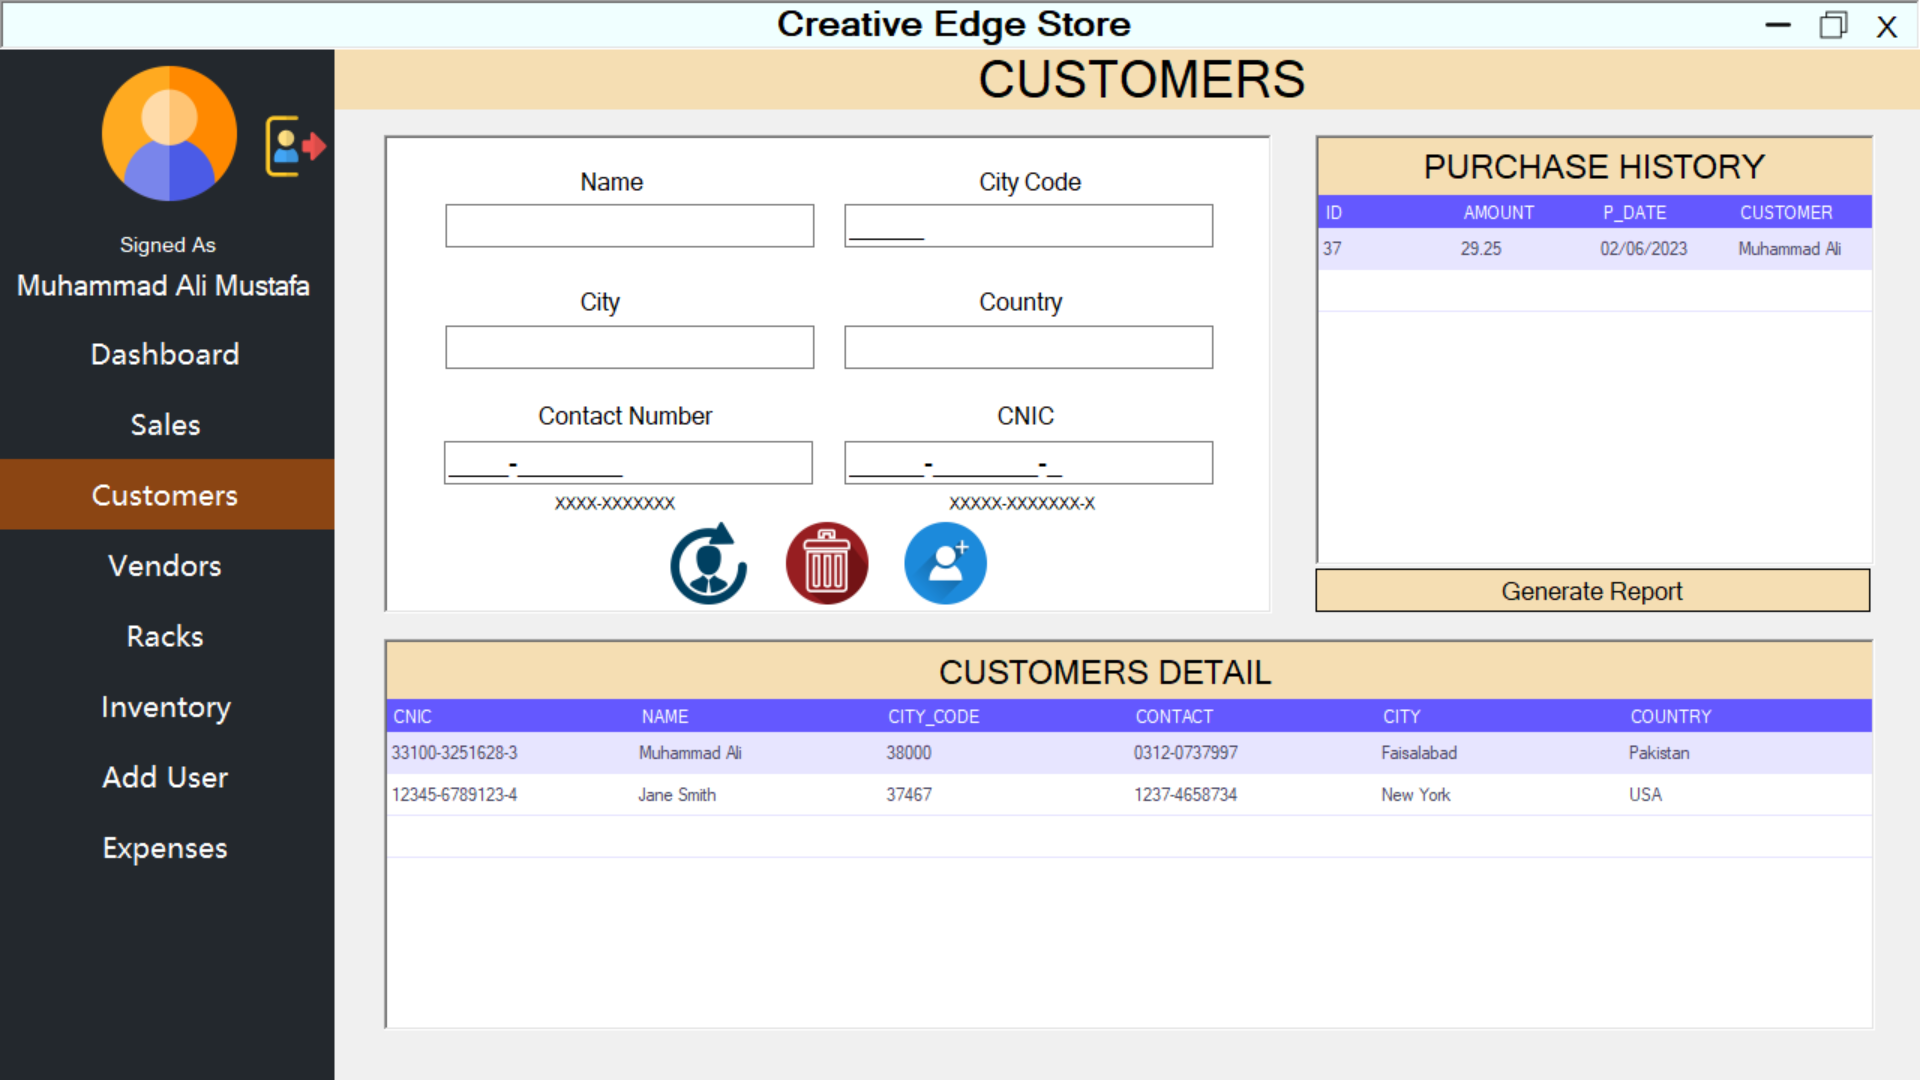 Creative Edge Store
X
CUSTOMERS
Signed As
Muhammad Ali Mustafa
Dashboard
Sales
Customers
Vendors
Racks
Inventory
Add User
Expenses
Name
City Code
______
City
Country
Contact Number
CNIC
____-_______
_____-_______-_
XXXX-XXXXXXX
XXXXX-XXXXXXX-X
PURCHASE HISTORY
ID AMOUNT P_DATE CUSTOMER
37 29.25 02/06/2023 Muhammad Ali
Generate Report
CUSTOMERS DETAIL
CNIC NAME CITY_CODE CONTACT CITY COUNTRY
33100-3251628-3 Muhammad Ali 38000 0312-0737997 Faisalabad Pakistan
12345-6789123-4 Jane Smith 37467 1237-4658734 New York USA